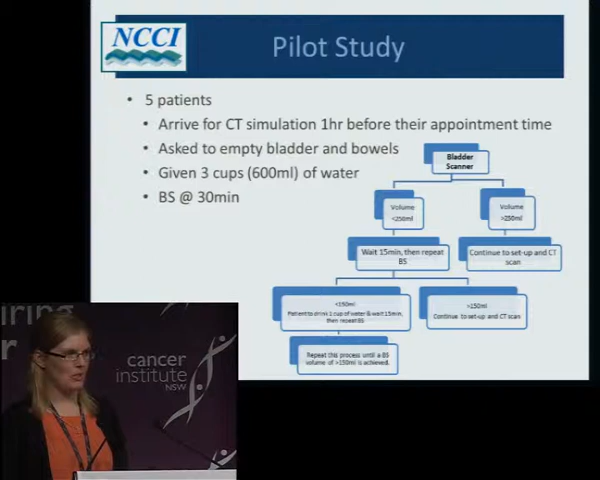 NCCI
Pilot Study
• 5 patients
• Arrive for CT simulation 1hr before their appointment time
• Asked to empty bladder and bowels
• Given 3 cups (600ml) of water
• BS @ 30min
Bladder
Scanner
Volume
<250ml
Volume
>250ml
Wait 15min, then repeat
BS
Continue to set-up and CT
scan
<150ml
Patient to drink 1 cup of water & wait 15min,
then repeat BS
>150ml
Continue to set-up and CT scan
Repeat this process until a BS
volume of >150ml is achieved.
cancer
institute
NSW